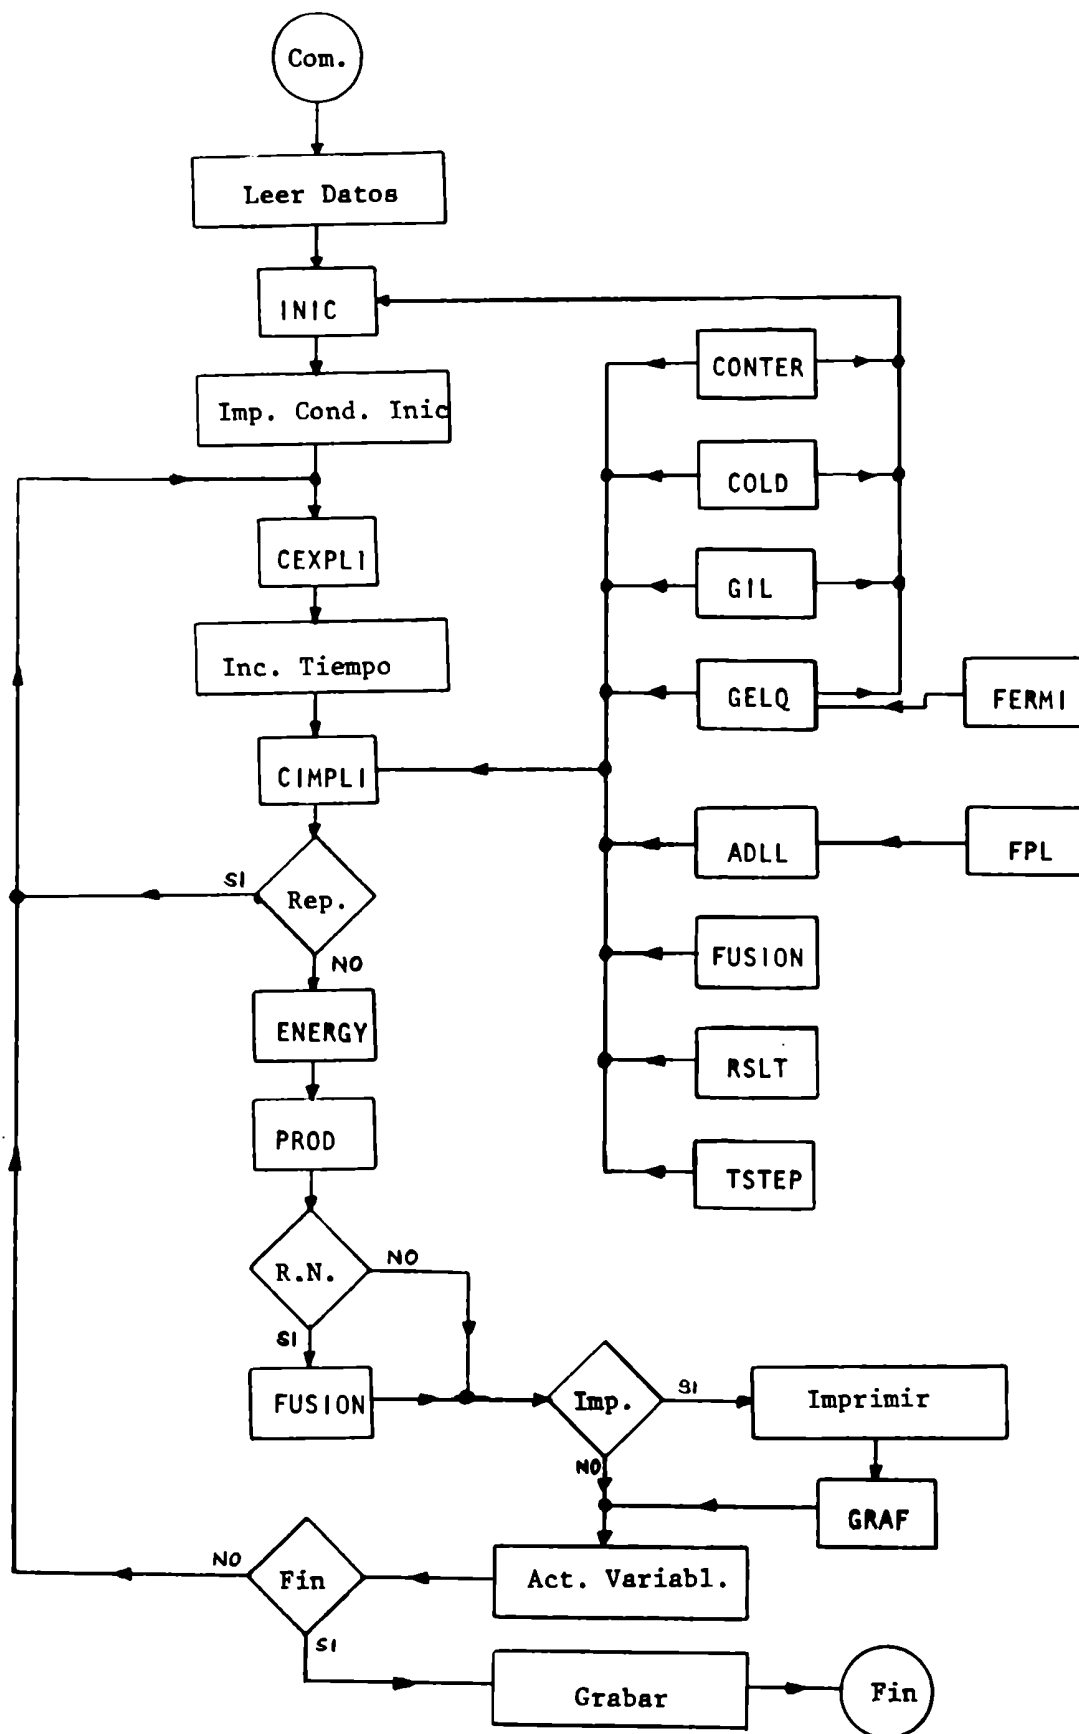 Com.
Leer Datos
INIC
Imp. Cond. Inic
CEXPLI
Inc. Tiempo
CIMPLI
SI
Rep.
NO
ENERGY
PROD
R.N.
NO
SI
FUSION
CONTER
COLD
GIL
GELQ
FERMI
ADLL
FPL
FUSION
RSLT
TSTEP
Imp.
SI
Imprimir
NO
GRAF
Act. Variabl.
NO
Fin
SI
Grabar
Fin